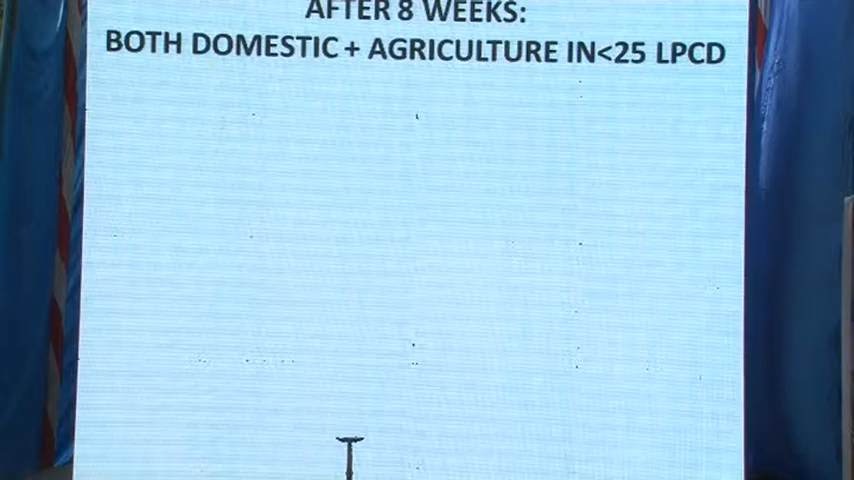 AFTER 8 WEEKS:
BOTH DOMESTIC + AGRICULTURE IN<25 LPCD